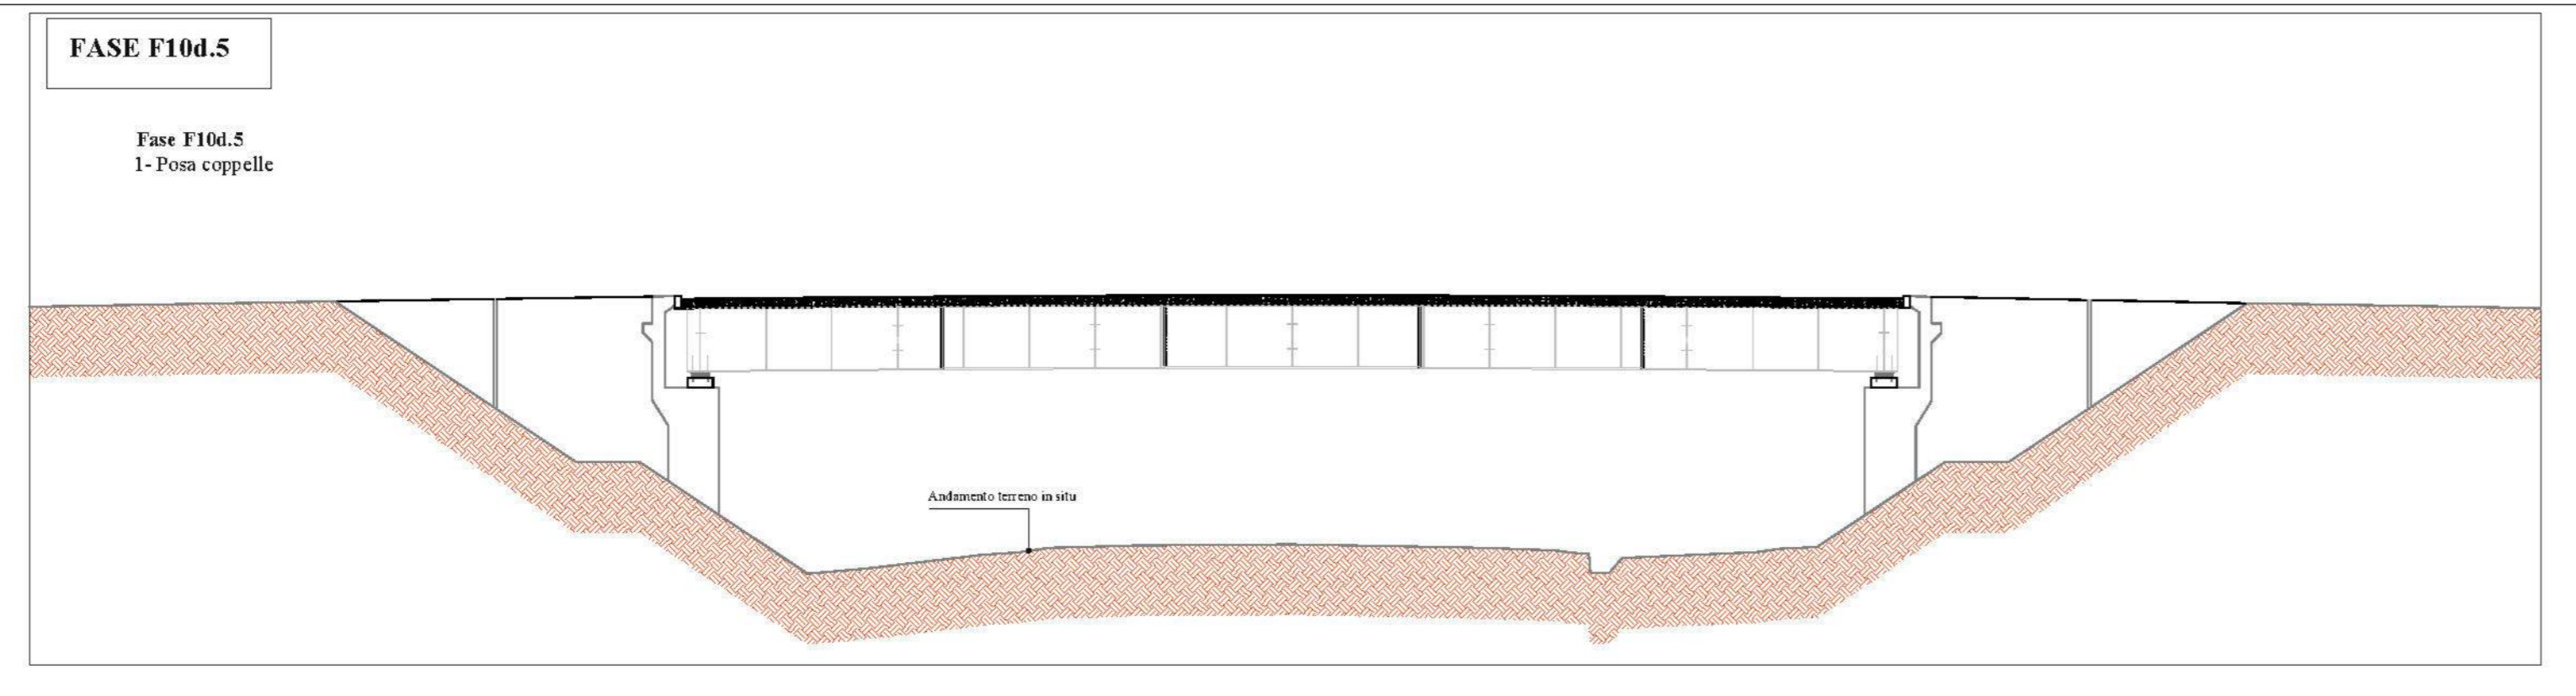 FASE F10d.5
Fase F10d.5
1- Posa coppelle
Andamento terreno in situ